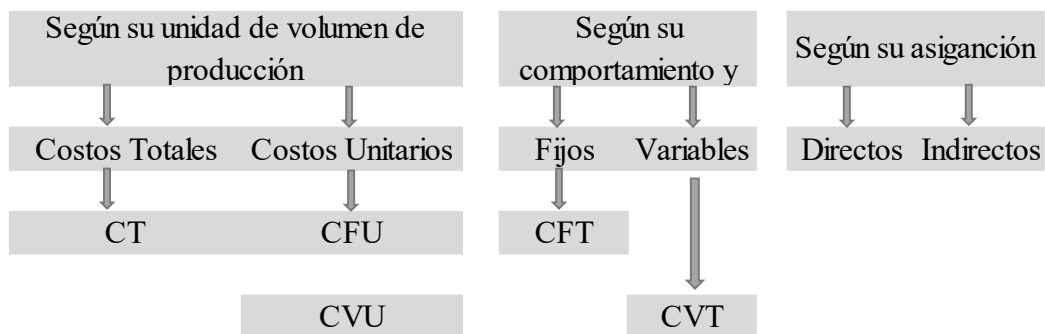 Según su unidad de volumen de
producción
Costos Totales
Costos Unitarios
CT
CFU
CVU
Según su
comportamiento y
Fijos
Variables
CFT
CVT
Según su asiganción
Directos
Indirectos